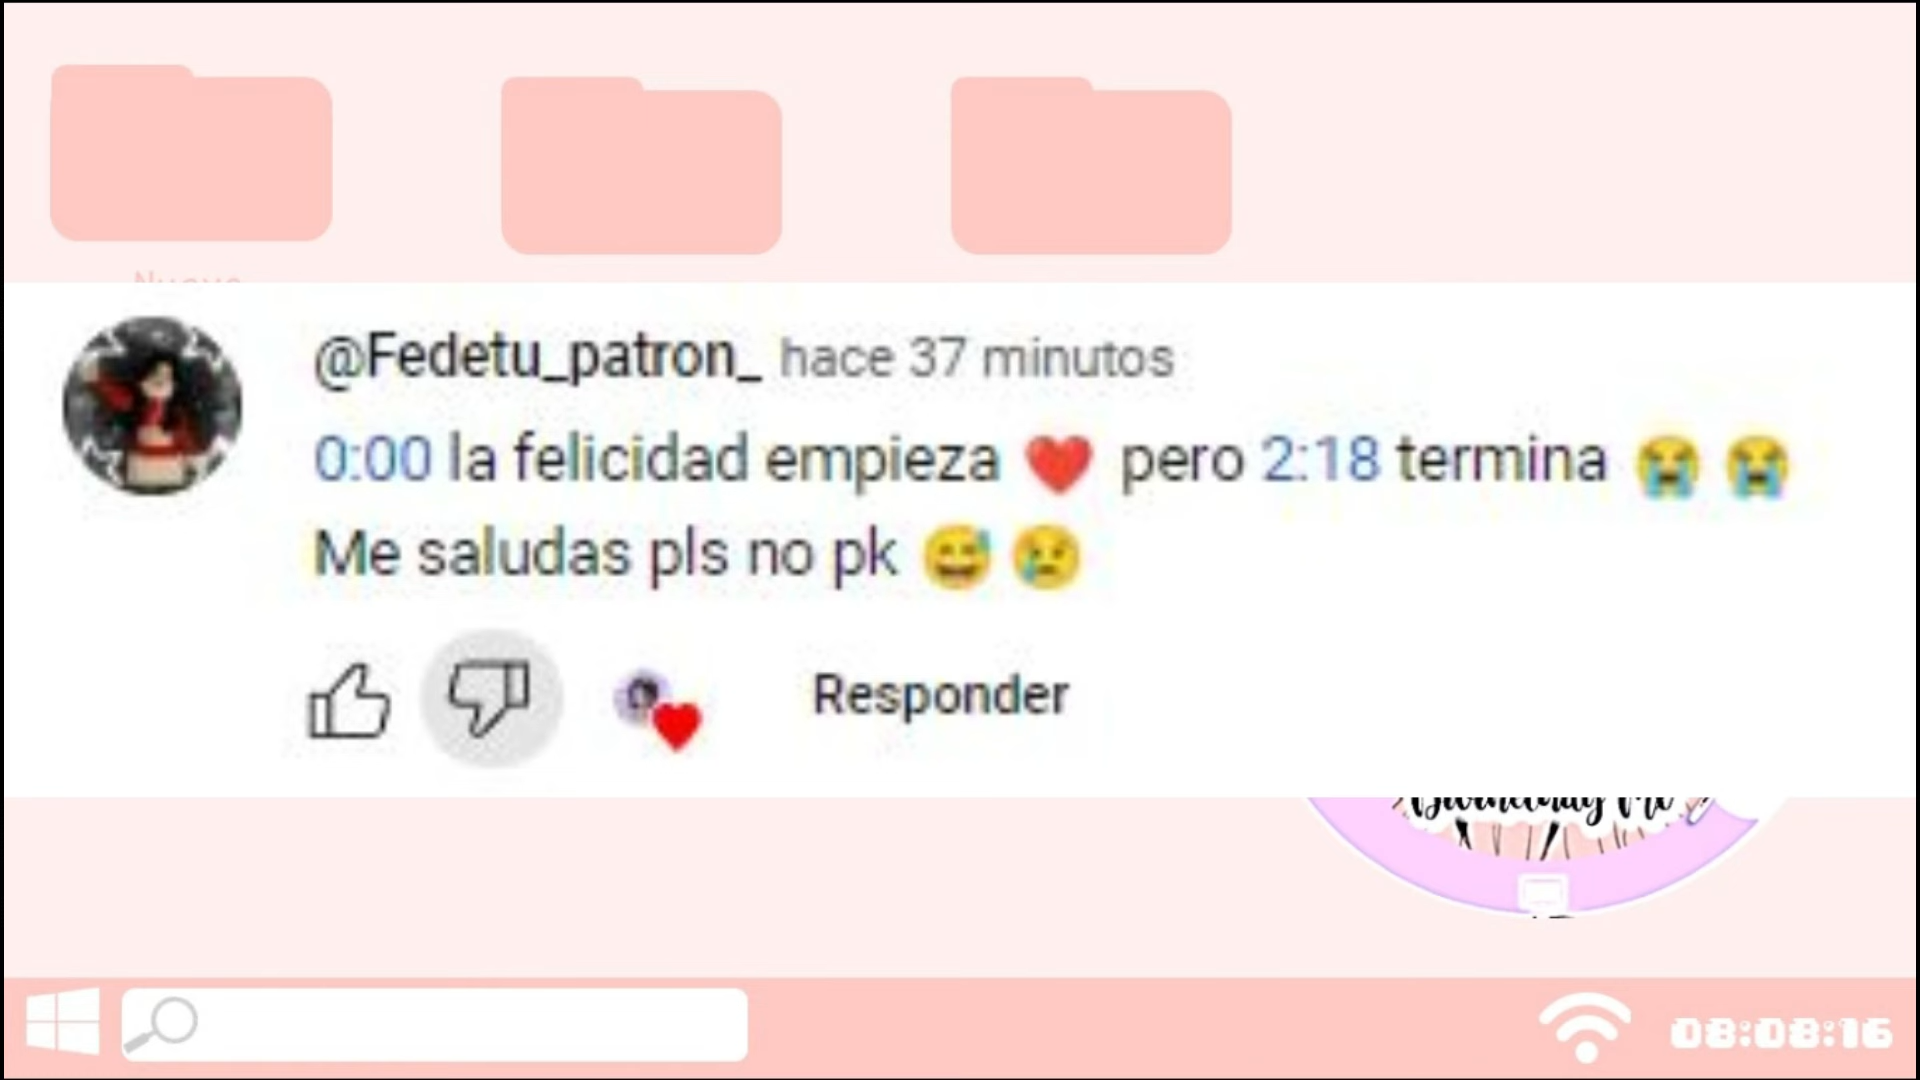 @Fedetu_patron_ hace 37 minutos
0:00 la felicidad empieza ❤️ pero 2:18 termina 😭 😭
Me saludas pls no pk 😅 😢
Responder
08:08:16